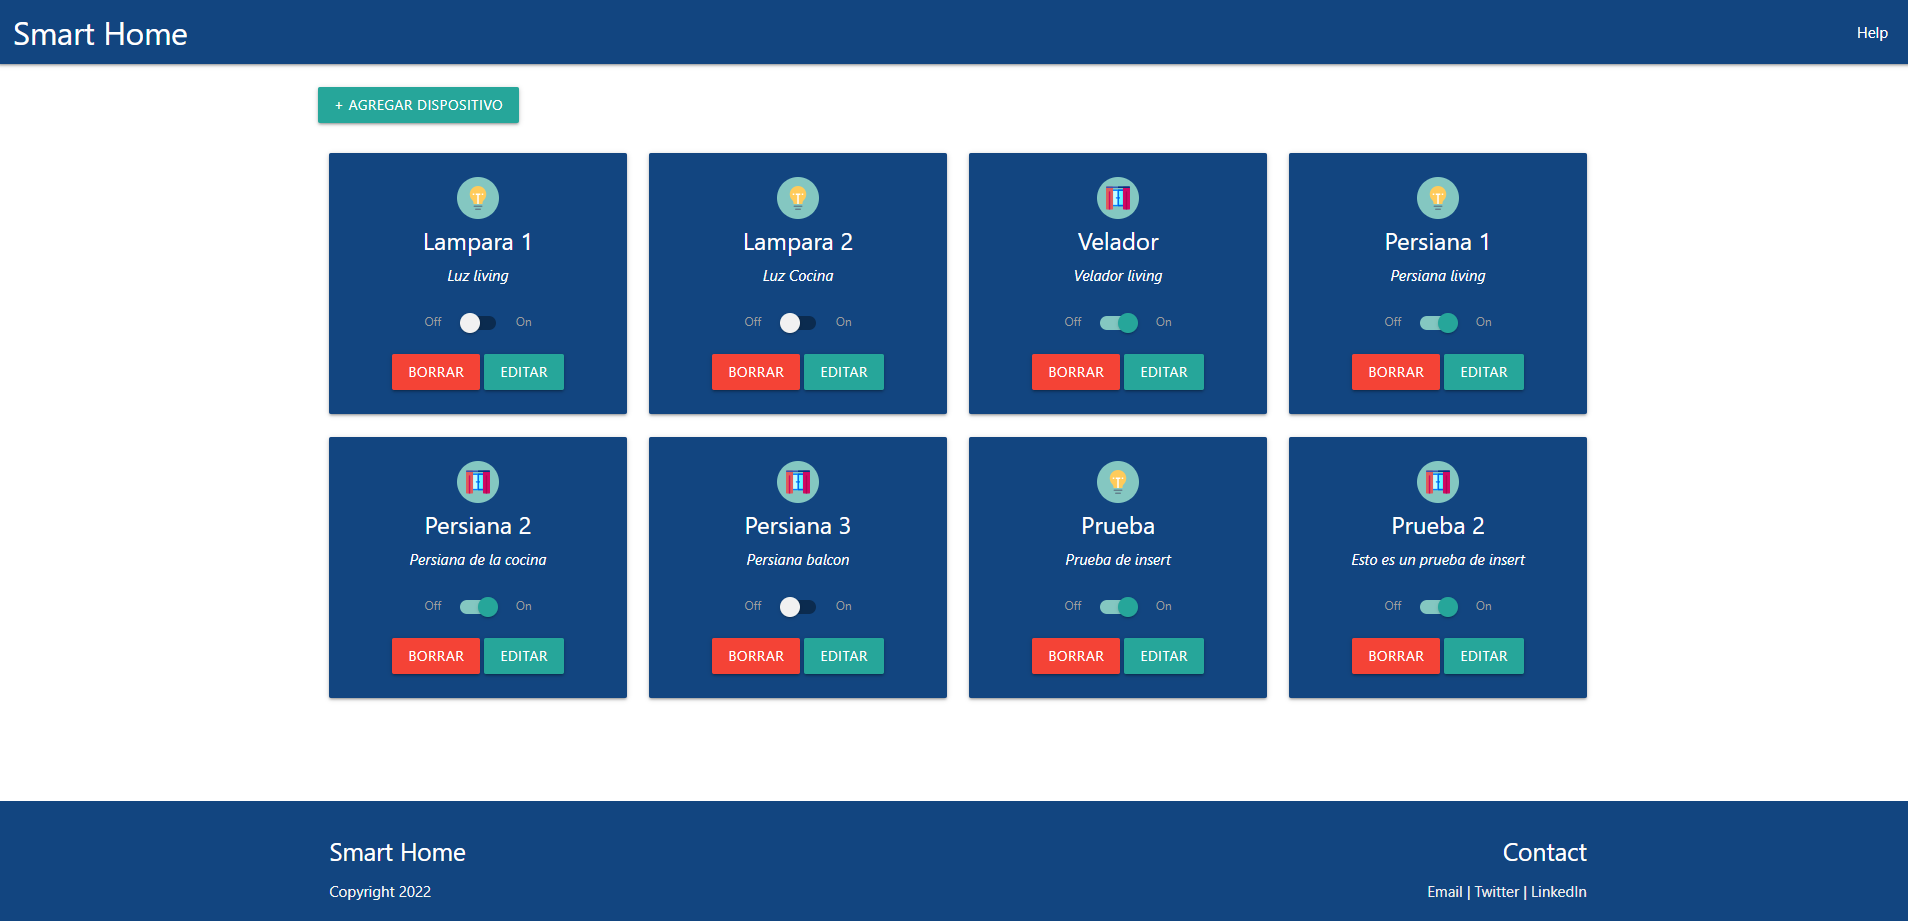 Smart Home
Help
+ AGREGAR DISPOSITIVO
Lampara 1
Luz living
Off On
BORRAR EDITAR
Lampara 2
Luz Cocina
Off On
BORRAR EDITAR
Velador
Velador living
Off On
BORRAR EDITAR
Persiana 1
Persiana living
Off On
BORRAR EDITAR
Persiana 2
Persiana de la cocina
Off On
BORRAR EDITAR
Persiana 3
Persiana balcon
Off On
BORRAR EDITAR
Prueba
Prueba de insert
Off On
BORRAR EDITAR
Prueba 2
Esto es un prueba de insert
Off On
BORRAR EDITAR
Smart Home
Copyright 2022
Contact
Email | Twitter | LinkedIn